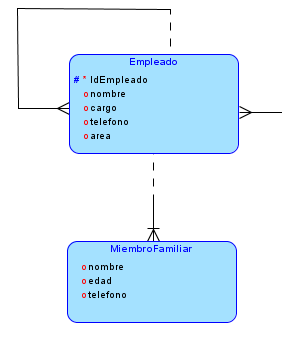 Empleado
# * IdEmpleado
o nombre
o cargo
o telefono
o area
MiembroFamiliar
o nombre
o edad
o telefono